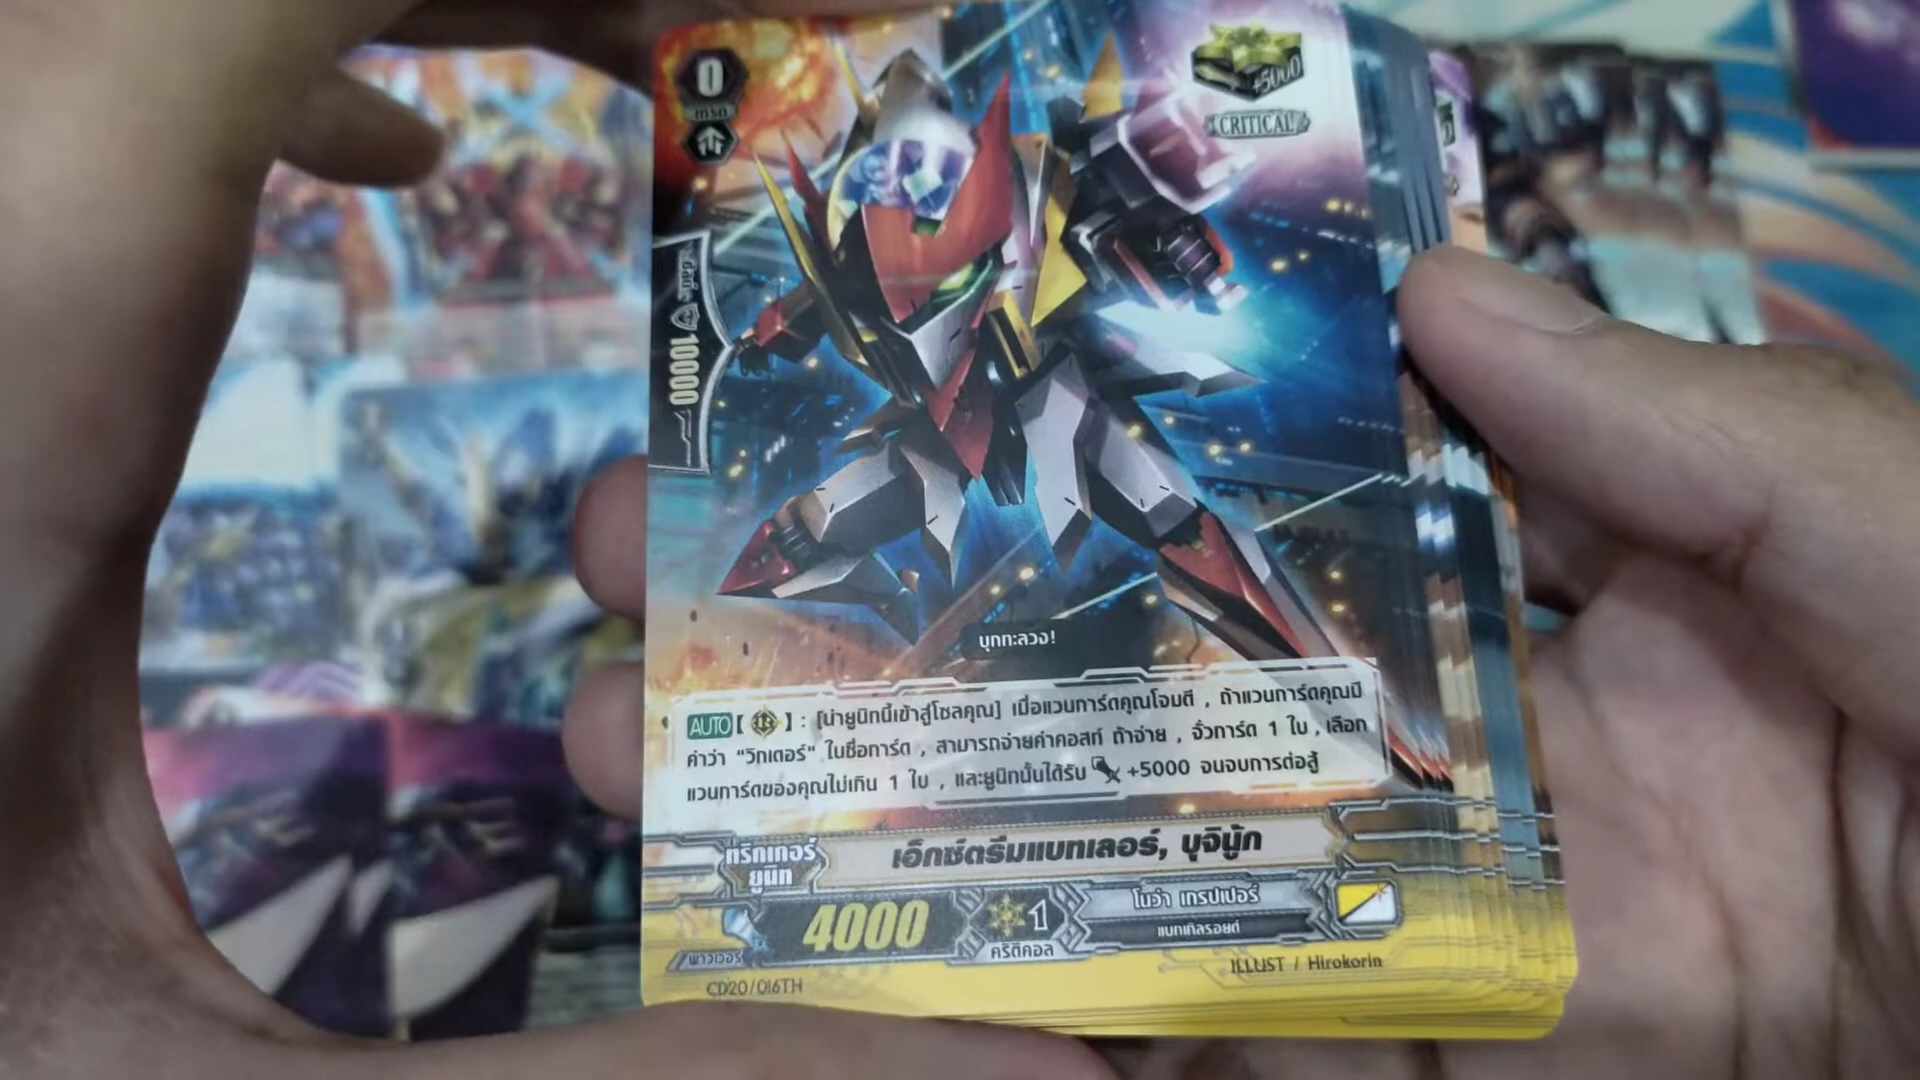 0
เกรด
+5000
CRITICAL
10000
บุกทะลวง!
AUTO【 】 : [น่ายูนิทนี้เข้าสู่โซลคุณ] เมื่อแวนการ์ดคุณโจมตี , ถ้าแวนการ์ดคุณมี
คำว่า "วิกเตอร์" ในชื่อการ์ด , สามารถจ่ายค่าคอสท์ ถ้าจ่าย , จั่วการ์ด 1 ใบ , เลือก
แวนการ์ดของคุณไม่เกิน 1 ใบ , และยูนิทนั้นได้รับ +5000 จนจบการต่อสู้
ทริกเกอร์
ยูนิท
เอ็กซ์ตรีมแบทเลอร์, บุจินู้ก
พาวเวอร์
4000
1
คริติคอล
โนว่า เกรปเปอร์
แบทเทิลรอยด์
CD20/016TH
ILLUST / Hirokorin